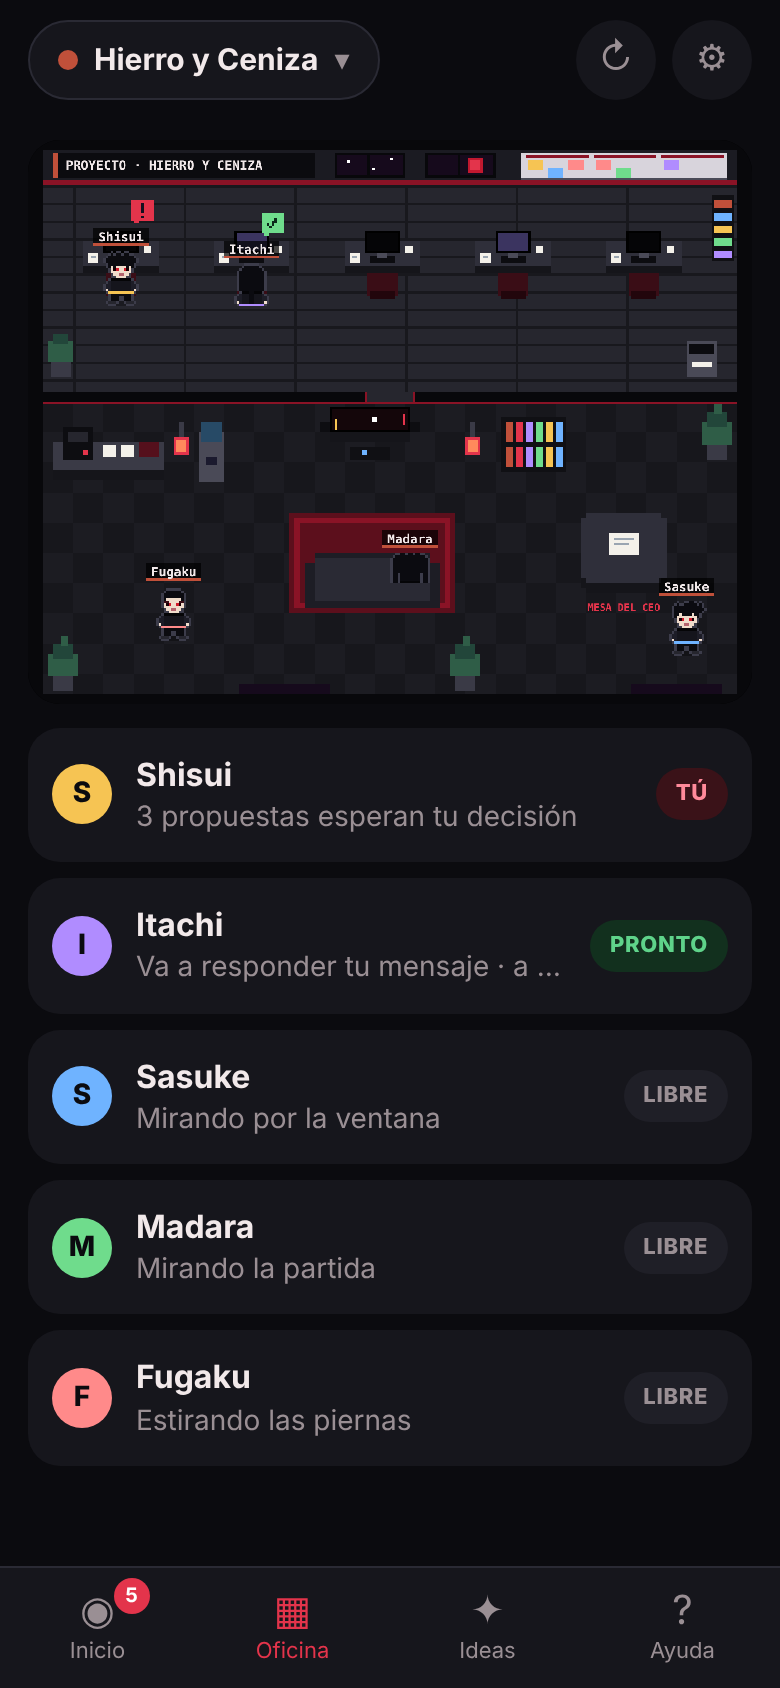 Hierro y Ceniza ▾
PROYECTO · HIERRO Y CENIZA
!
Shisui
Itachi
Madara
Fugaku
Sasuke
MESA DEL CEO
S
Shisui
3 propuestas esperan tu decisión
TÚ
I
Itachi
Va a responder tu mensaje · a ...
PRONTO
S
Sasuke
Mirando por la ventana
LIBRE
M
Madara
Mirando la partida
LIBRE
F
Fugaku
Estirando las piernas
LIBRE
5
Inicio
Oficina
Ideas
?
Ayuda